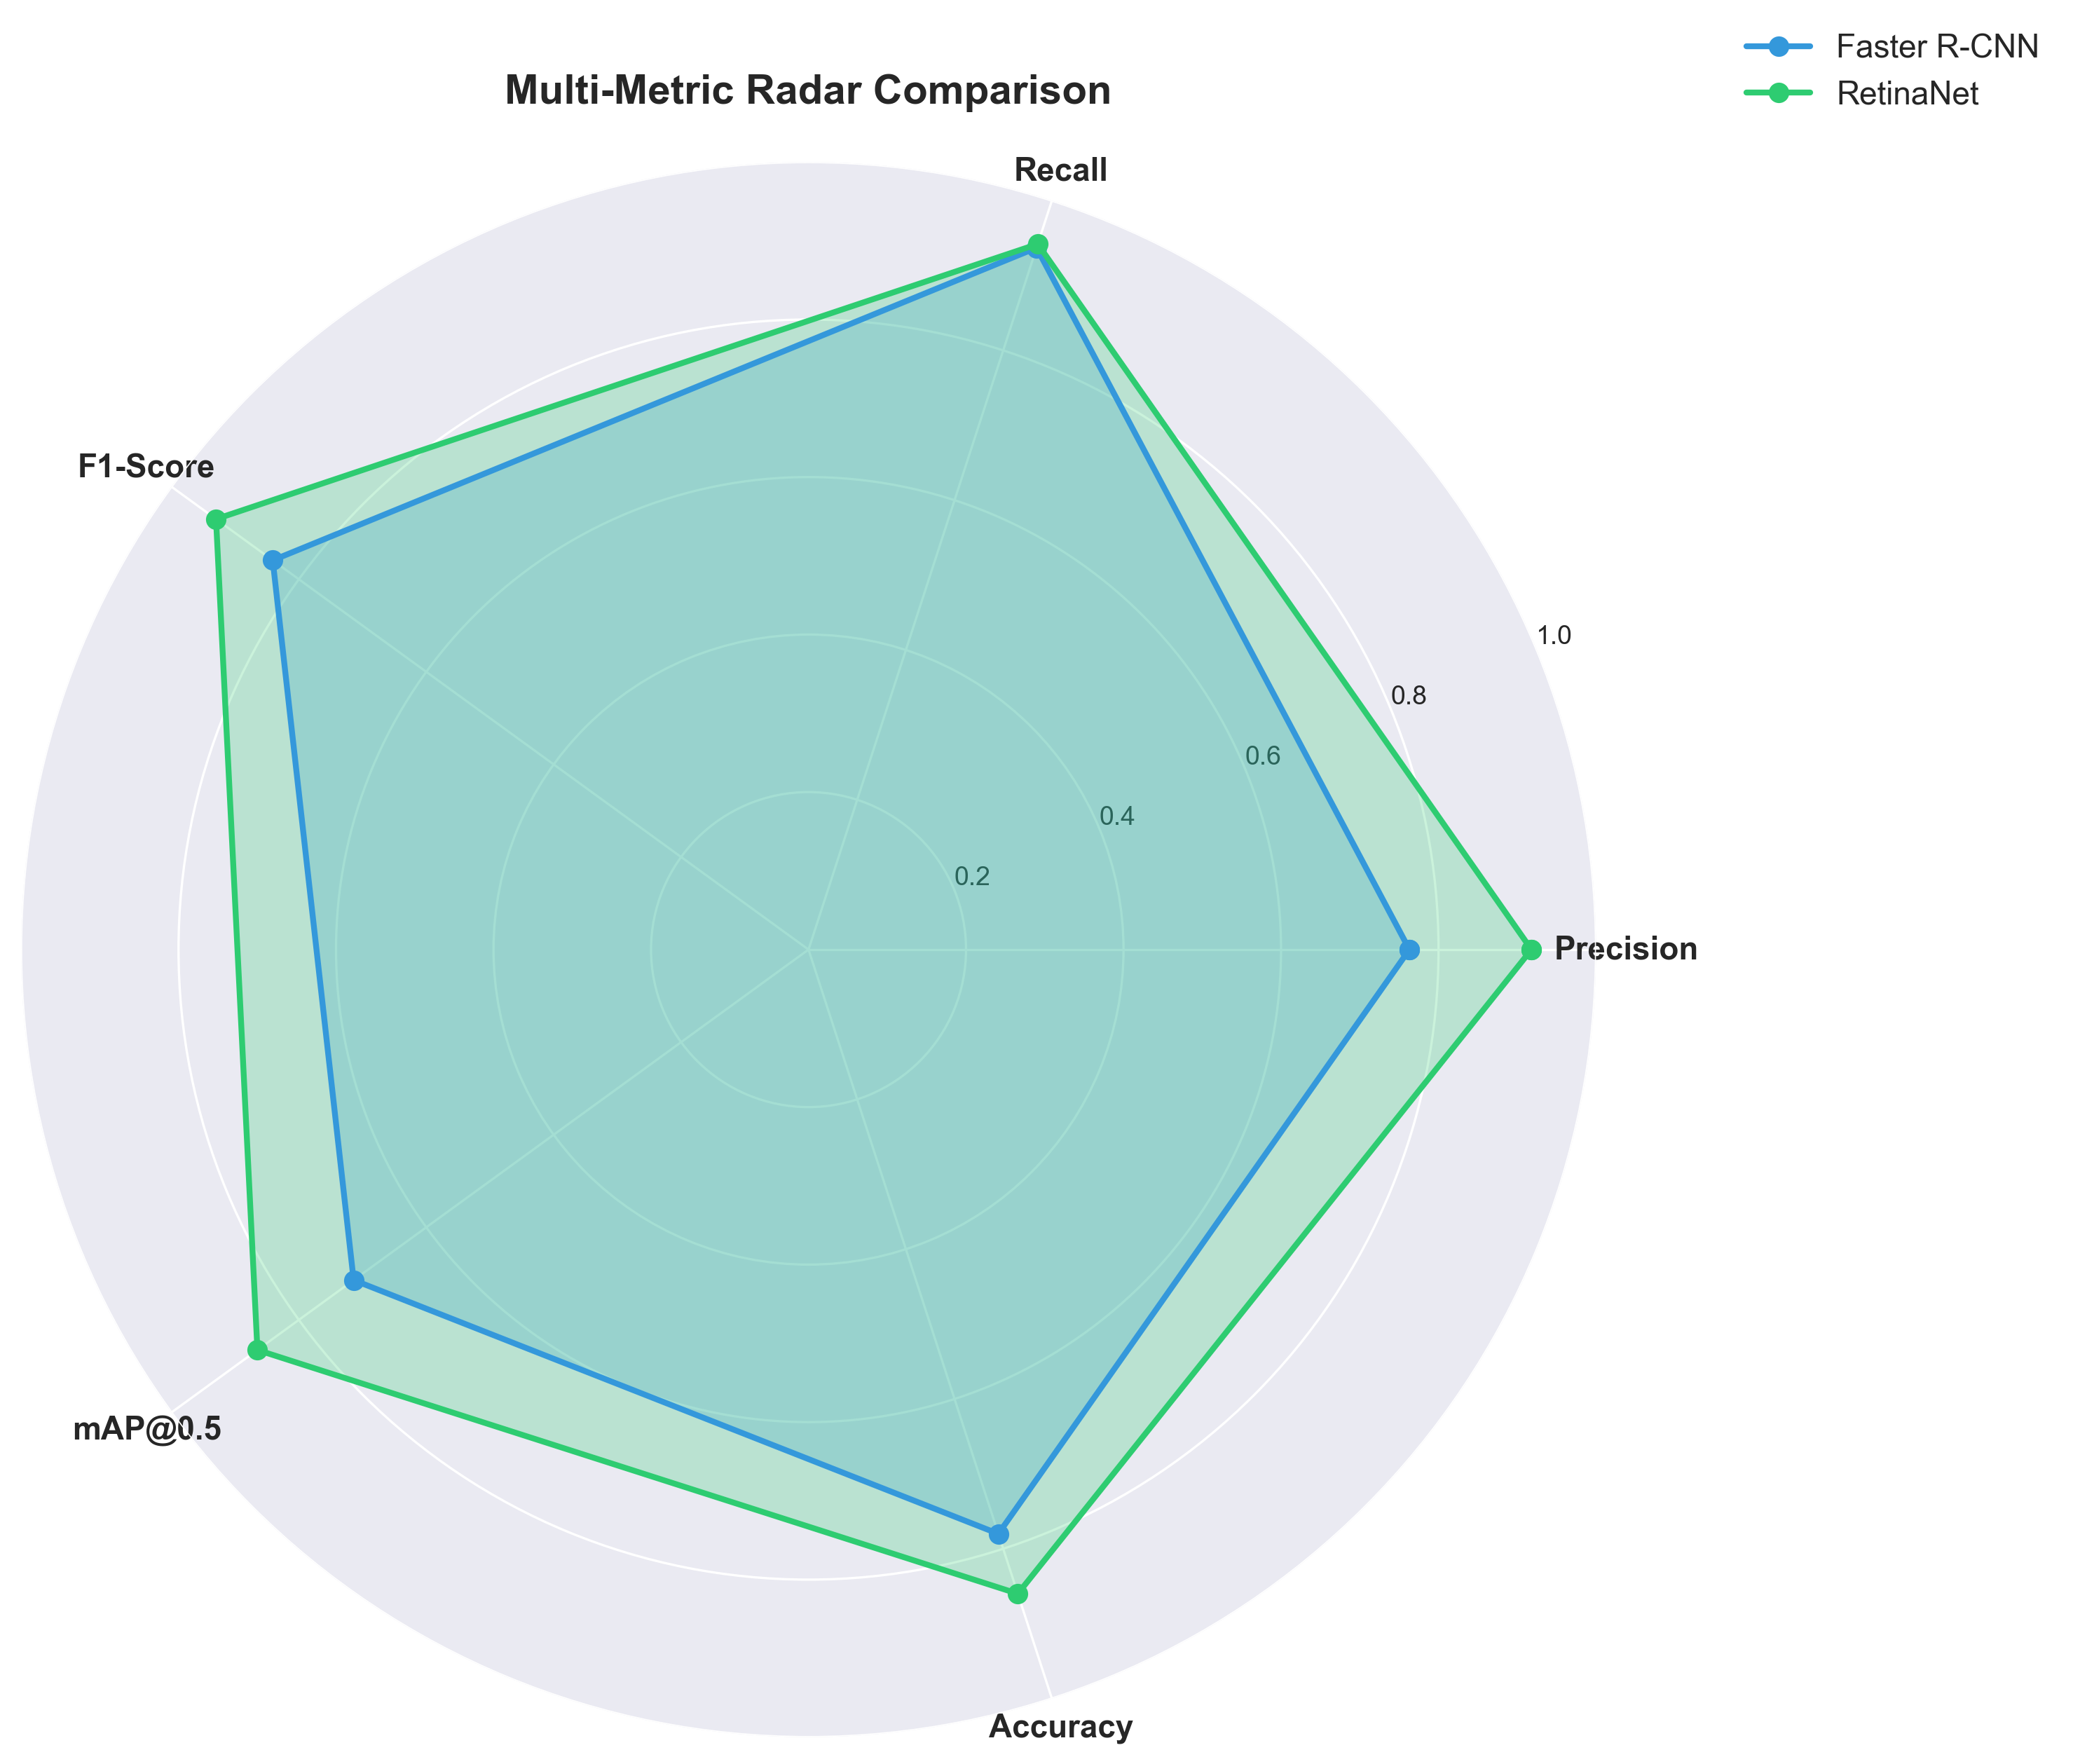 Faster R-CNN
RetinaNet
Multi-Metric Radar Comparison
Recall
F1-Score
1.0
0.8
0.6
0.4
0.2
Precision
mAP@0.5
Accuracy